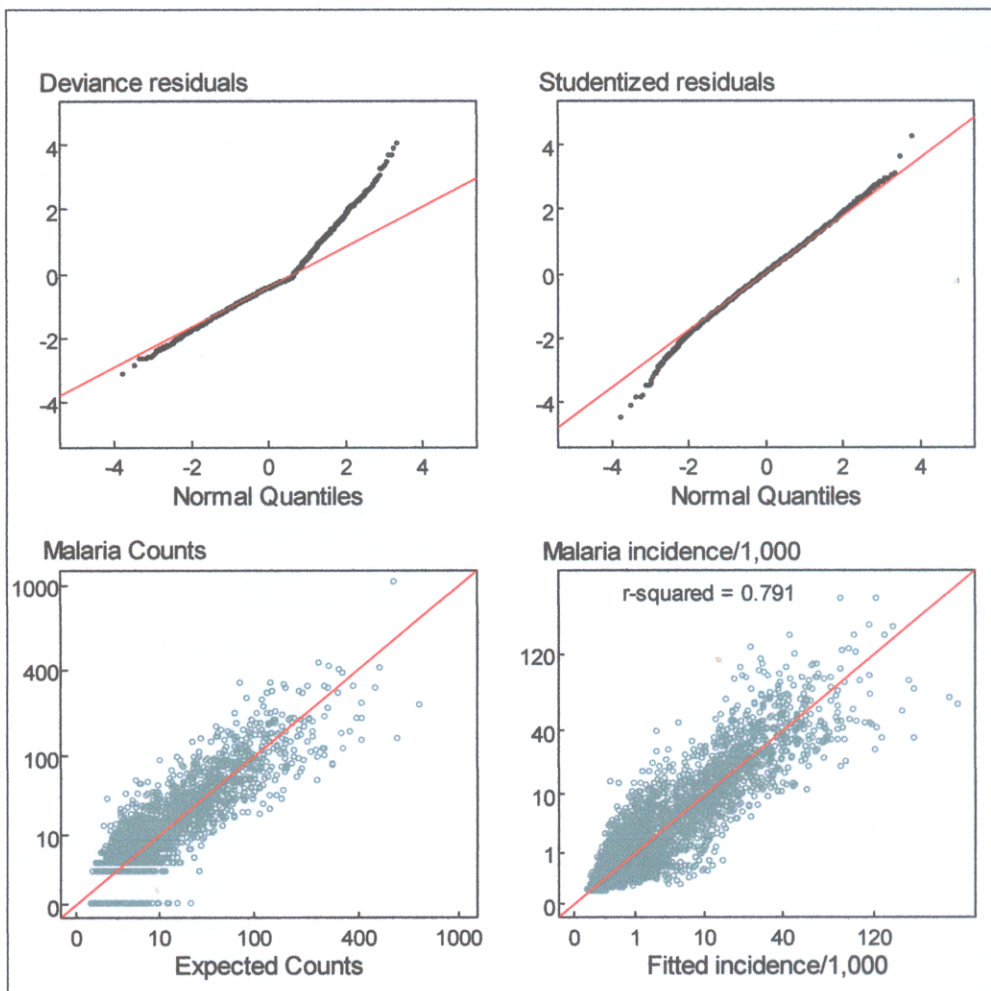 Deviance residuals
4
2
0
-2
-4
-4 -2 0 2 4
Normal Quantiles
Studentized residuals
4
2
0
-2
-4
-4 -2 0 2 4
Normal Quantiles
Malaria Counts
1000
400
100
10
0
0 10 100 400 1000
Expected Counts
Malaria incidence/1,000
r-squared = 0.791
120
40
10
1
0
0 1 10 40 120
Fitted incidence/1,000